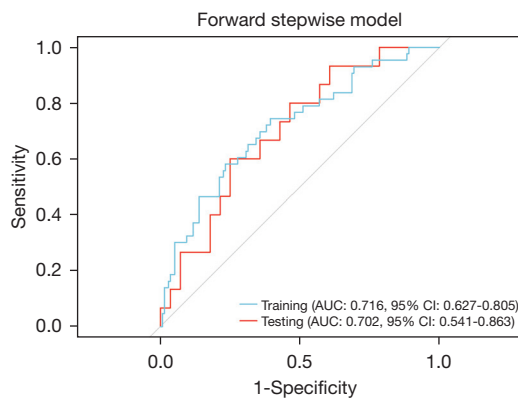 Forward stepwise model
Sensitivity
1.0
0.8
0.6
0.4
0.2
0.0
Training (AUC: 0.716, 95% CI: 0.627-0.805)
Testing (AUC: 0.702, 95% CI: 0.541-0.863)
0.0 0.5 1.0
1-Specificity